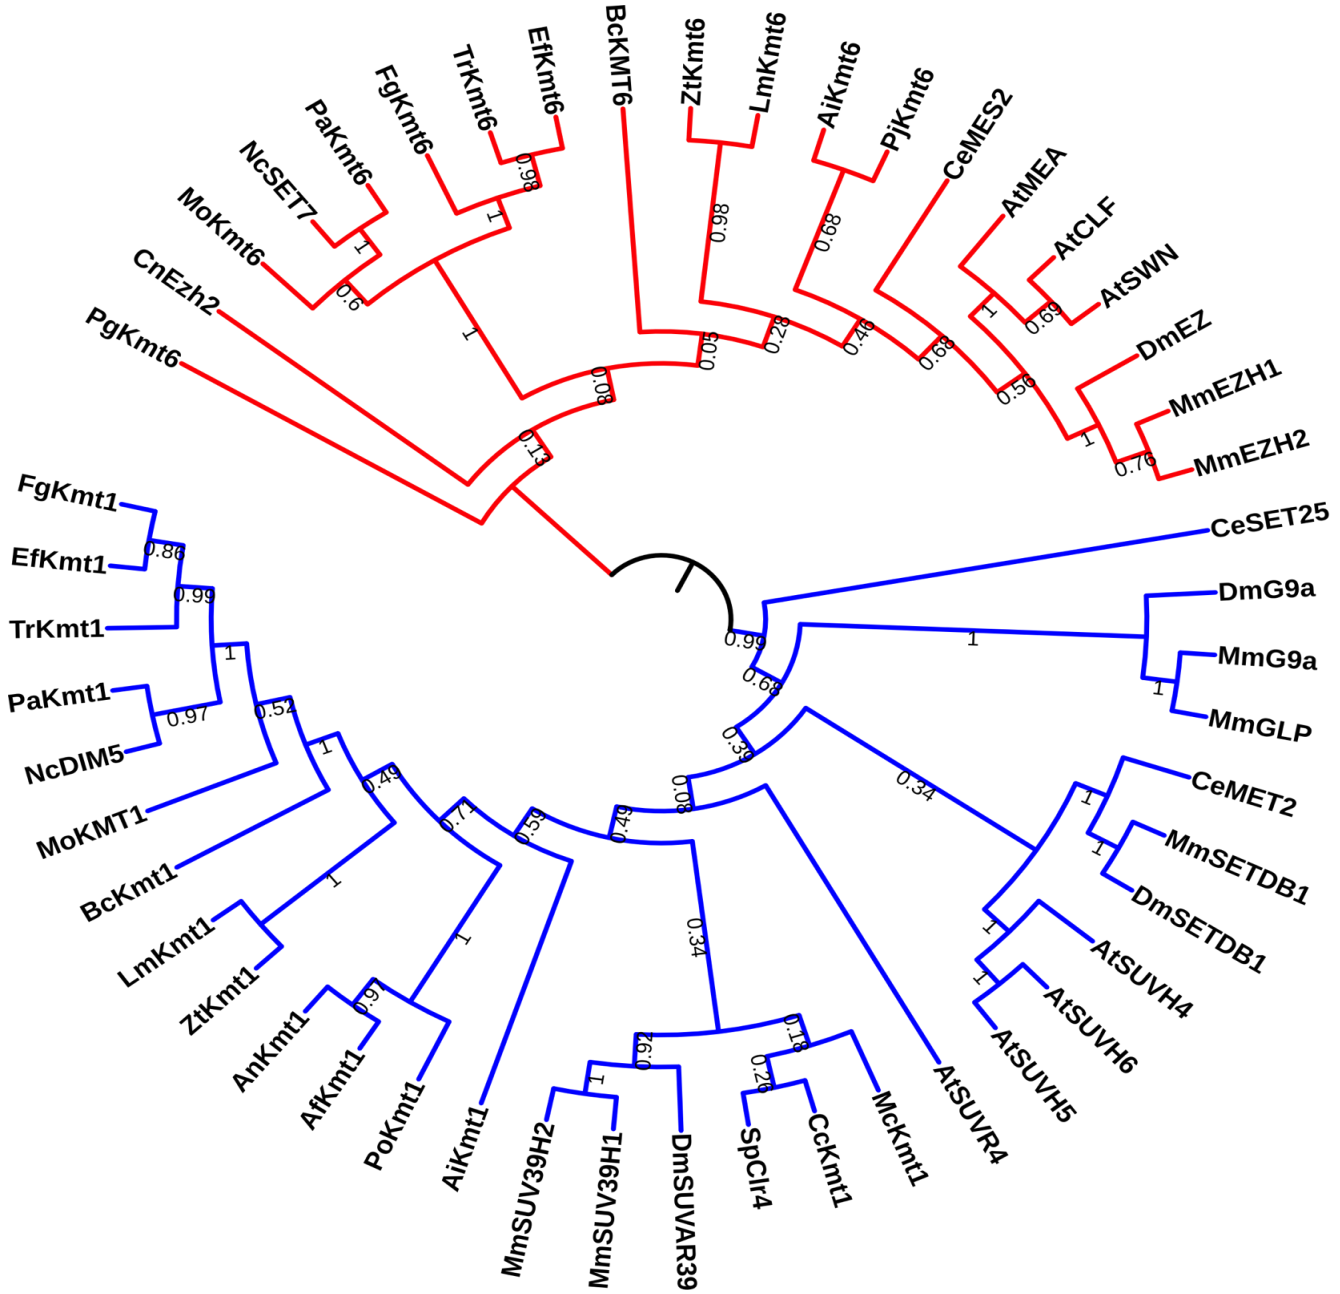 PgKmt6
CnEzh2
MoKmt6
NcSET7
PaKmt6
FgKmt6
TrKmt6
EfKmt6
BcKMT6
ZtKmt6
LmKmt6
AiKmt6
PjKmt6
CeMES2
AtMEA
AtCLF
AtSWN
DmEZ
MmEZH1
MmEZH2
CeSET25
DmG9a
MmG9a
MmGLP
CeMET2
MmSETDB1
DmSETDB1
AtSUVH4
AtSUVH6
AtSUVH5
AtSUVR4
McKmt1
CcKmt1
SpClr4
DmSUVAR39
MmSUV39H1
MmSUV39H2
AiKmt1
PoKmt1
AfKmt1
AnKmt1
ZtKmt1
LmKmt1
BcKmt1
MoKMT1
NcDIM5
PaKmt1
TrKmt1
EfKmt1
FgKmt1
0.98
1
1
0.6
1
0.98
0.68
0.05
0.28
0.46
0.68
0.56
1
0.69
1
0.76
0.08
0.13
0.99
0.68
1
1
0.39
0.08
0.34
1
1
1
1
0.49
0.34
0.92
1
0.18
0.26
0.59
0.71
1
0.97
0.49
1
1
0.52
1
0.97
0.99
0.86